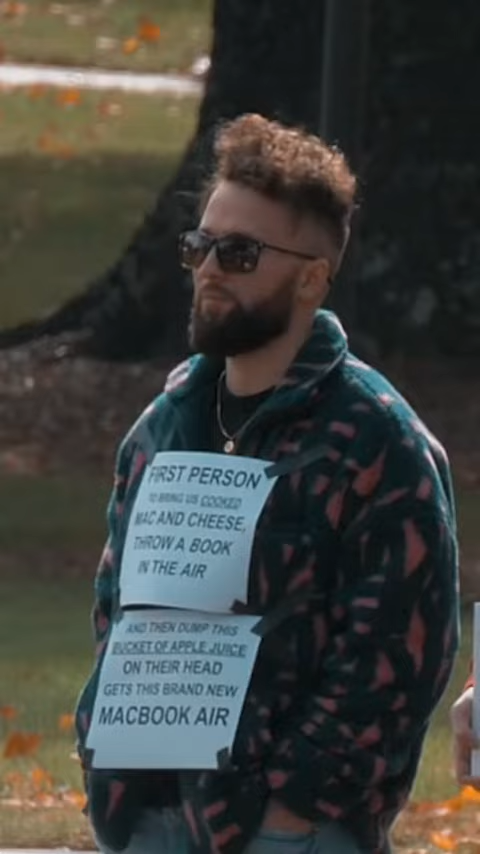 FIRST PERSON
TO BRING US COOKED
MAC AND CHEESE,
THROW A BOOK
IN THE AIR
AND THEN DUMP THIS
BUCKET OF APPLE JUICE
ON THEIR HEAD
GETS THIS BRAND NEW
MACBOOK AIR